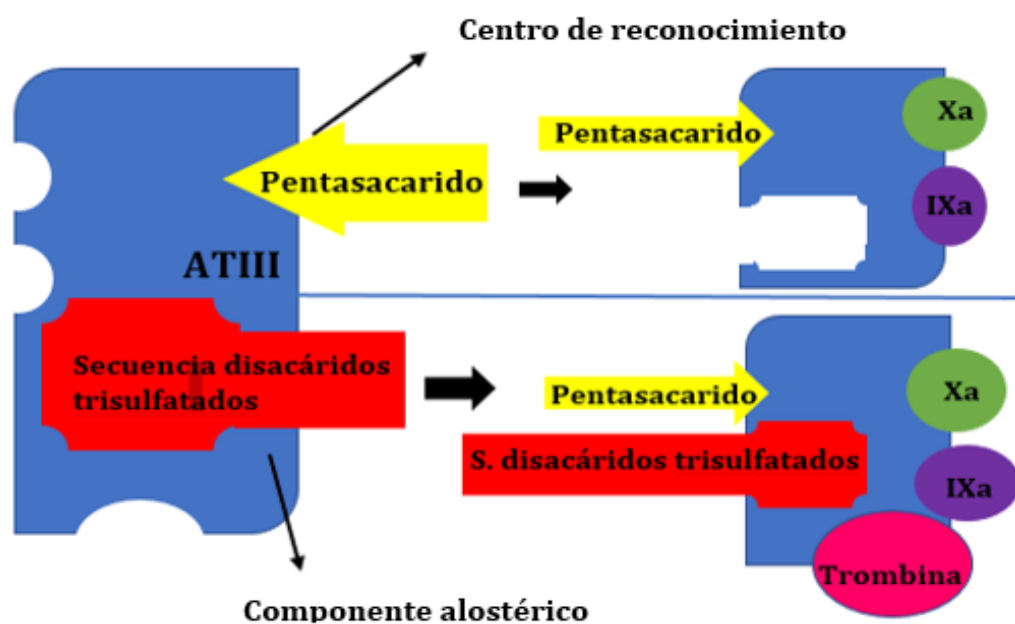 Centro de reconocimiento
Xa
Pentasacarido
Pentasacarido
IXa
ATIII
Secuencia disacáridos
trisulfatados
Pentasacarido
Xa
S. disacáridos trisulfatados
IXa
Trombina
Componente alostérico